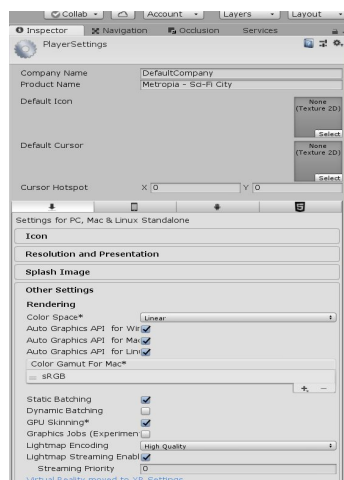 Collab
Account
Layers
Layout
Inspector
Navigation
Occlusion
Services
PlayerSettings
Company Name
DefaultCompany
Product Name
Metropia - Sci-Fi City
Default Icon
None
(Texture 2D)
Select
Default Cursor
None
(Texture 2D)
Select
Cursor Hotspot
X 0
Y 0
Settings for PC, Mac & Linux Standalone
Icon
Resolution and Presentation
Splash Image
Other Settings
Rendering
Color Space*
Linear
Auto Graphics API for Win
Auto Graphics API for Mac
Auto Graphics API for Lin
Color Gamut For Mac*
sRGB
+
−
Static Batching
Dynamic Batching
GPU Skinning*
Graphics Jobs (Experimen
Lightmap Encoding
High Quality
Lightmap Streaming Enabl
Streaming Priority
0
Virtual Reality moved to XR Settings